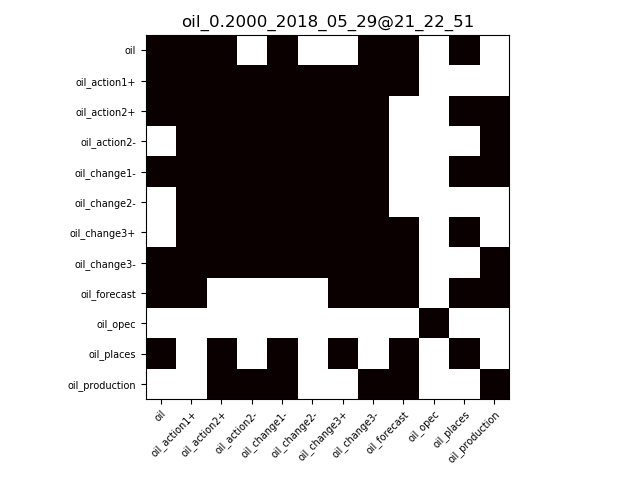 oil_0.2000_2018_05_29@21_22_51
oil
oil_action1+
oil_action2+
oil_action2-
oil_change1-
oil_change2-
oil_change3+
oil_change3-
oil_forecast
oil_opec
oil_places
oil_production
oil
oil_action1+
oil_action2+
oil_action2-
oil_change1-
oil_change2-
oil_change3+
oil_change3-
oil_forecast
oil_opec
oil_places
oil_production